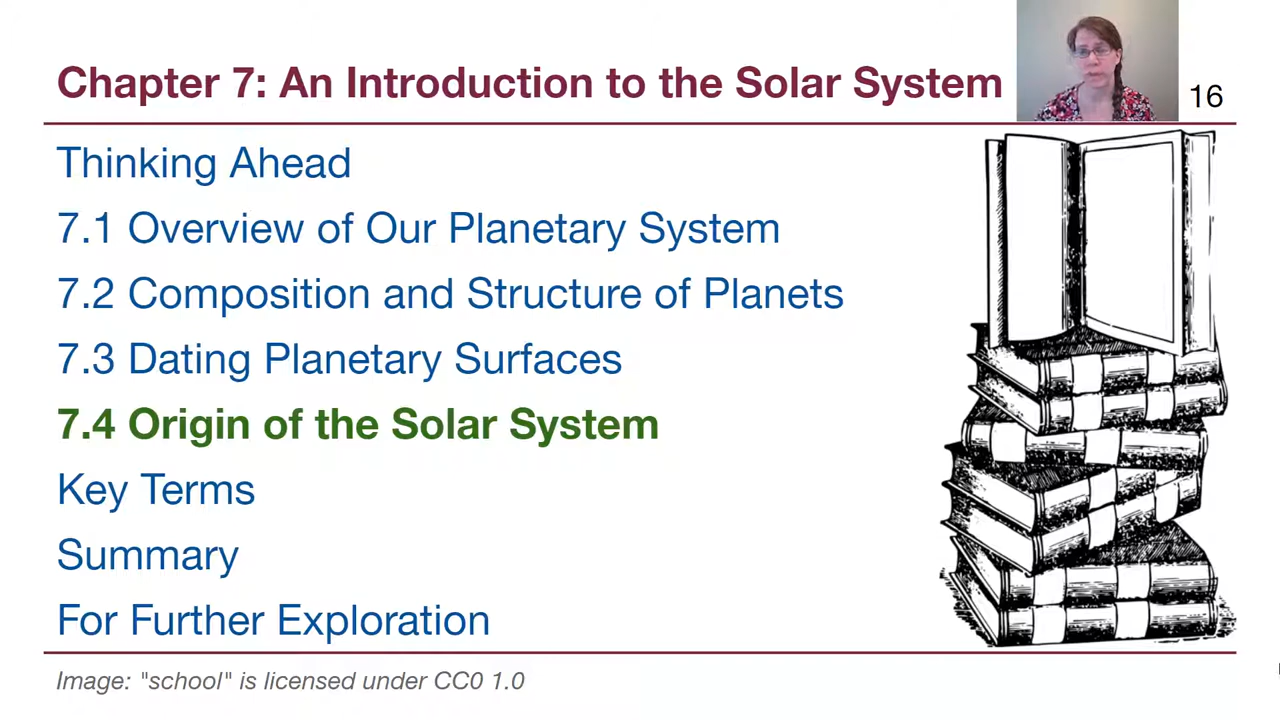 Chapter 7: An Introduction to the Solar System
16
Thinking Ahead
7.1 Overview of Our Planetary System
7.2 Composition and Structure of Planets
7.3 Dating Planetary Surfaces
7.4 Origin of the Solar System
Key Terms
Summary
For Further Exploration
Image: "school" is licensed under CC0 1.0